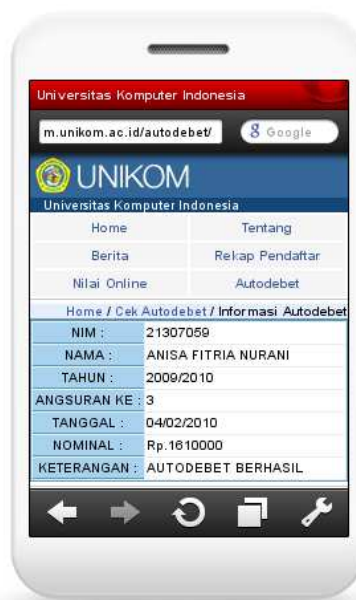 Universitas Komputer Indonesia
m.unikom.ac.id/autodebet/ 8 Google
UNIKOM
Universitas Komputer Indonesia
Home Tentang
Berita Rekap Pendaftar
Nilai Online Autodebet
Home / Cek Autodebet / Informasi Autodebet
NIM : 21307059
NAMA : ANISA FITRIA NURANI
TAHUN : 2009/2010
ANGSURAN KE : 3
TANGGAL : 04/02/2010
NOMINAL : Rp.1610000
KETERANGAN : AUTODEBET BERHASIL